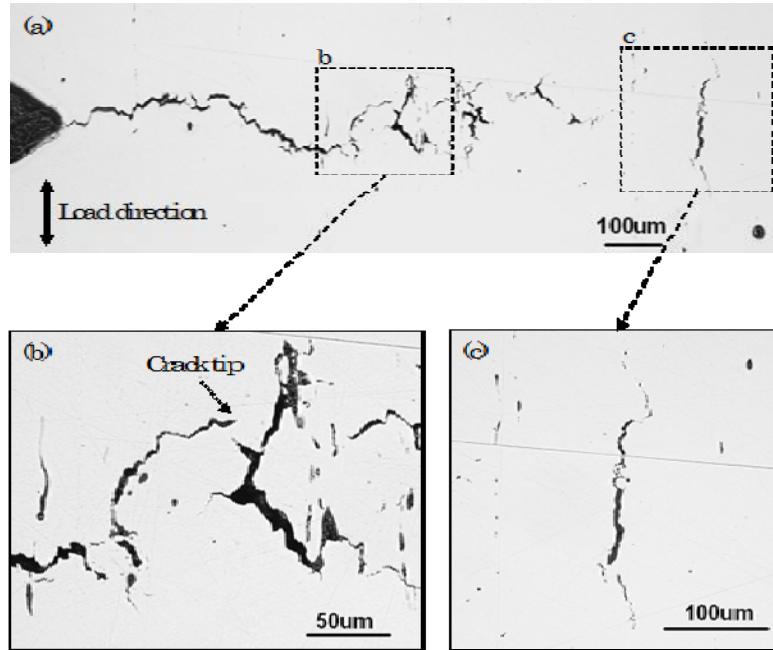 (a)
b
c
Load direction
100um
(b)
Crack tip
50um
(c)
100um